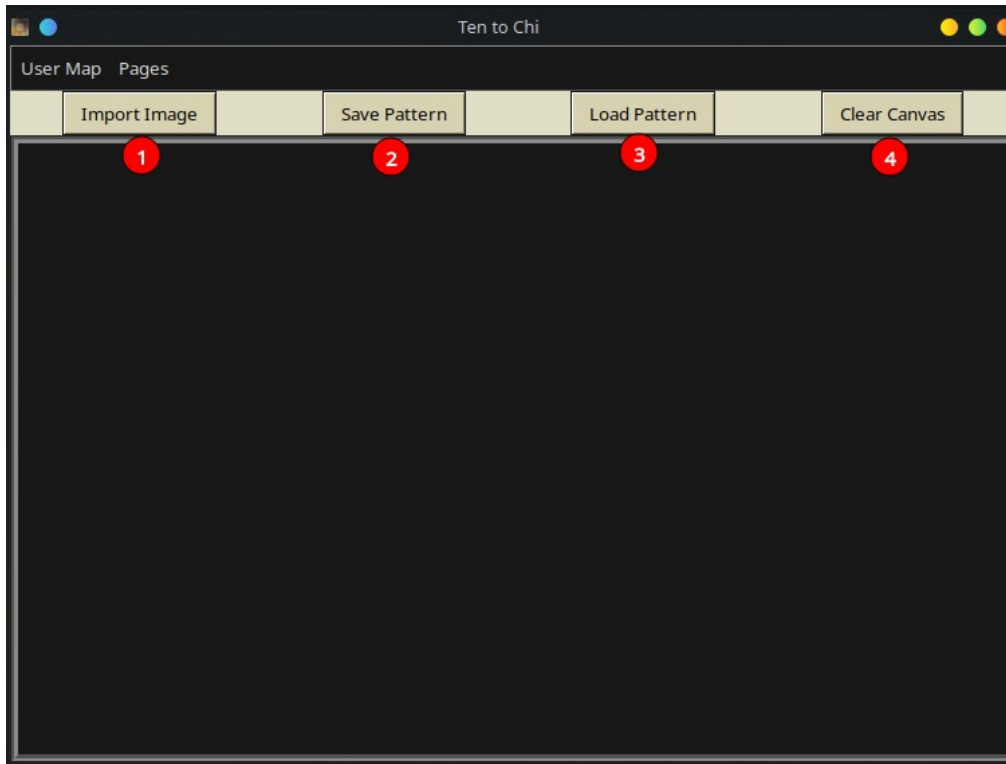 Ten to Chi
User Map Pages
Import Image Save Pattern Load Pattern Clear Canvas
1 2 3 4